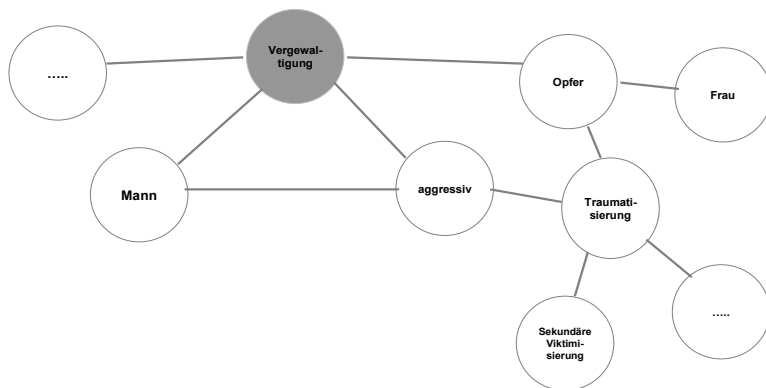 Vergewal-
tigung
…..
Opfer
Frau
Mann
aggressiv
Traumati-
sierung
…..
Sekundäre
Viktimi-
sierung